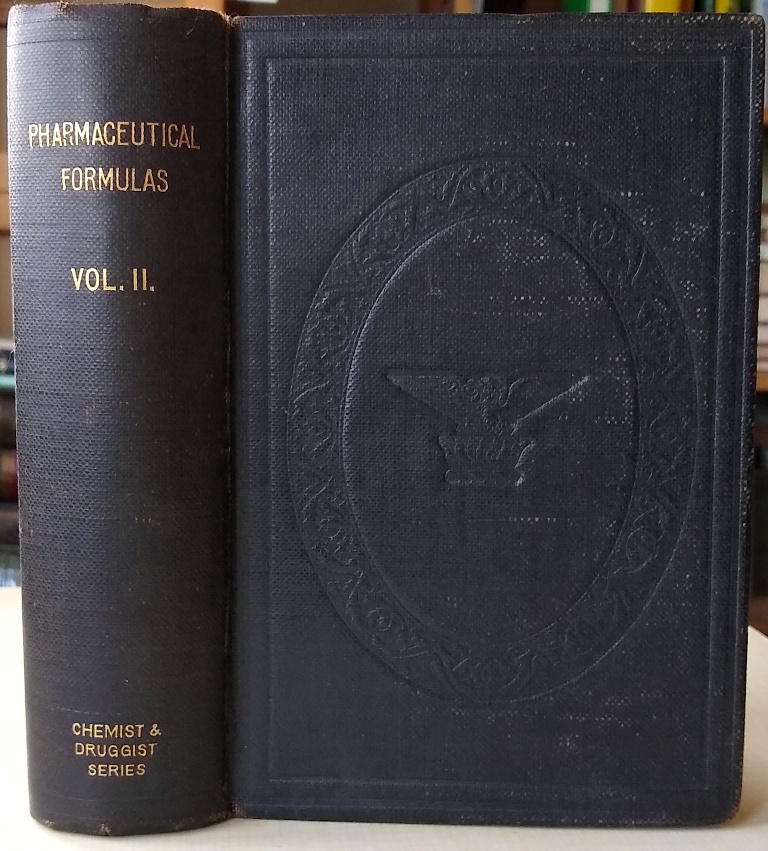 PHARMACEUTICAL
FORMULAS
VOL. II.
CHEMIST &
DRUGGIST
SERIES